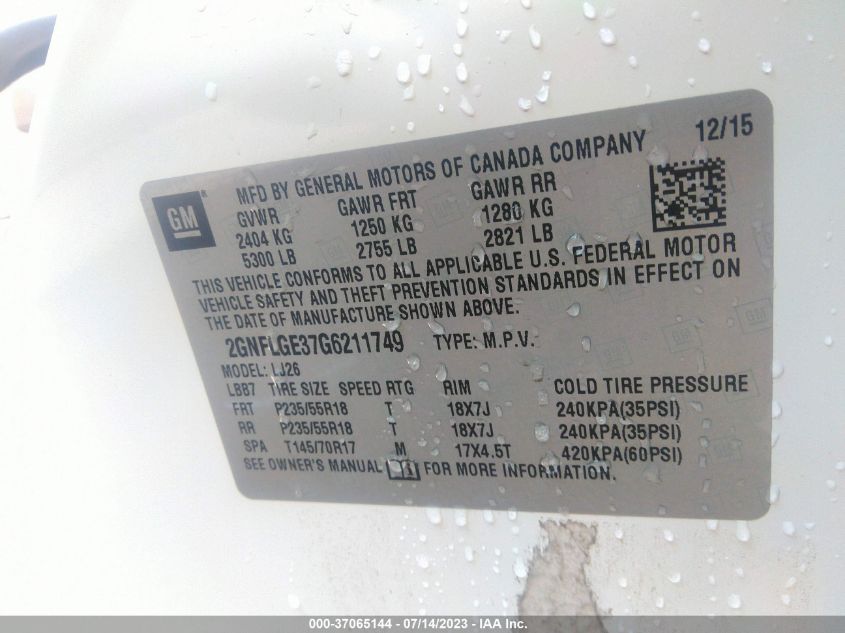 12/15
GM®
MFD BY GENERAL MOTORS OF CANADA COMPANY
GVWR GAWR FRT GAWR RR
2404 KG 1250 KG 1280 KG
5300 LB 2755 LB 2821 LB
THIS VEHICLE CONFORMS TO ALL APPLICABLE U.S. FEDERAL MOTOR
VEHICLE SAFETY AND THEFT PREVENTION STANDARDS IN EFFECT ON
THE DATE OF MANUFACTURE SHOWN ABOVE.
2GNFLGE37G6211749 TYPE: M.P.V.
MODEL: LJ26
LBB7 TIRE SIZE SPEED RTG RIM COLD TIRE PRESSURE
FRT P235/55R18 T 18X7J 240KPA(35PSI)
RR P235/55R18 T 18X7J 240KPA(35PSI)
SPA T145/70R17 M 17X4.5T 420KPA(60PSI)
SEE OWNER'S MANUAL FOR MORE INFORMATION.
000-37065144 - 07/14/2023 - IAA Inc.